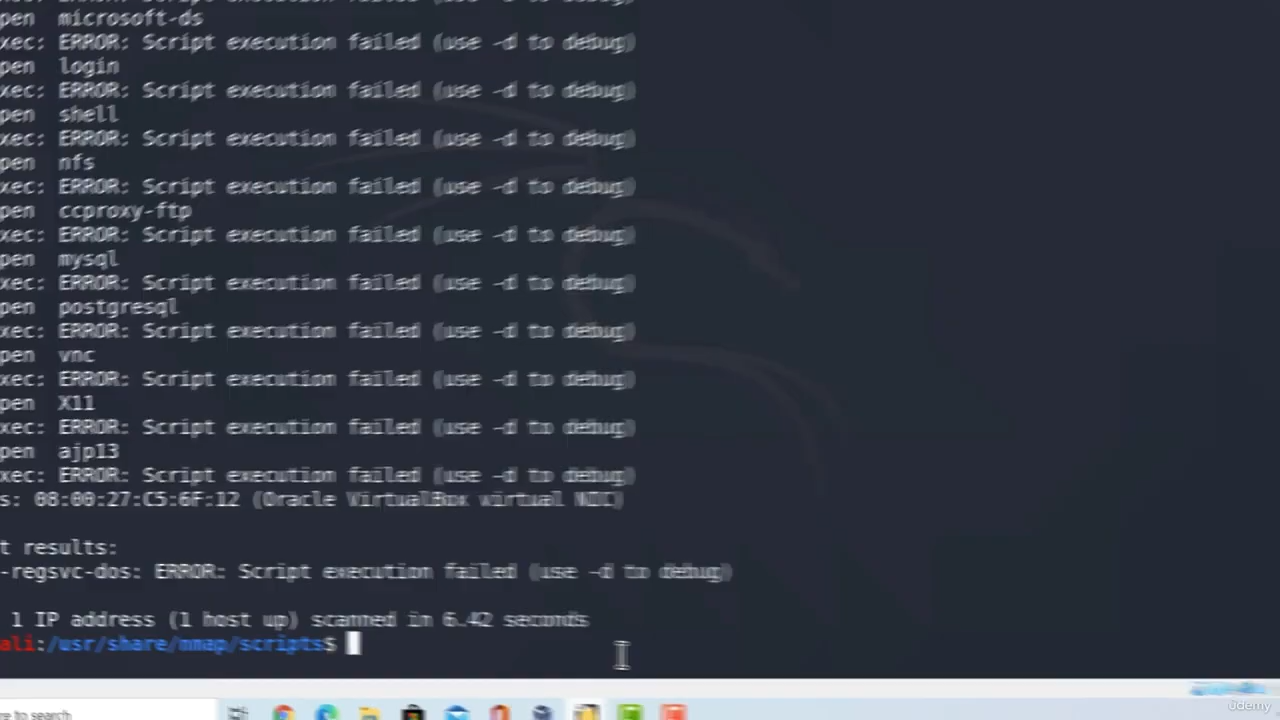 pen microsoft-ds
xec: ERROR: Script execution failed (use -d to debug)
pen login
xec: ERROR: Script execution failed (use -d to debug)
pen shell
xec: ERROR: Script execution failed (use -d to debug)
pen nfs
xec: ERROR: Script execution failed (use -d to debug)
pen ccproxy-ftp
xec: ERROR: Script execution failed (use -d to debug)
pen mysql
xec: ERROR: Script execution failed (use -d to debug)
pen postgresql
xec: ERROR: Script execution failed (use -d to debug)
pen vnc
xec: ERROR: Script execution failed (use -d to debug)
pen X11
xec: ERROR: Script execution failed (use -d to debug)
pen ajp13
xec: ERROR: Script execution failed (use -d to debug)
s: 08:00:27:C5:6F:12 (Oracle VirtualBox virtual NIC)
t results:
-regsvc-dos: ERROR: Script execution failed (use -d to debug)
1 IP address (1 host up) scanned in 6.42 seconds
ali:/usr/share/nmap/scripts$
re to search
ûdemy